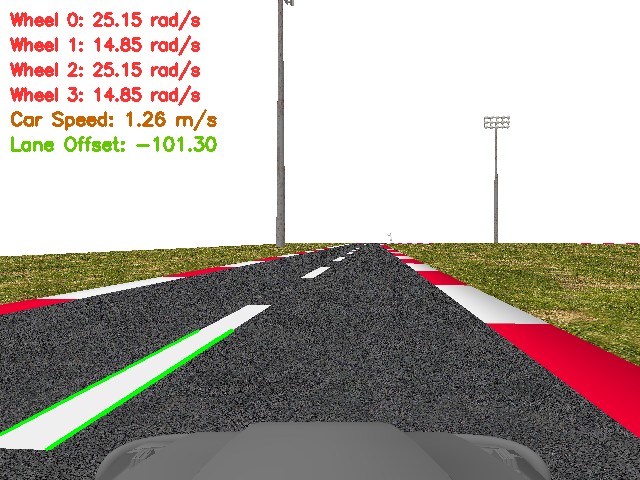 Wheel 0: 25.15 rad/s
Wheel 1: 14.85 rad/s
Wheel 2: 25.15 rad/s
Wheel 3: 14.85 rad/s
Car Speed: 1.26 m/s
Lane Offset: -101.30